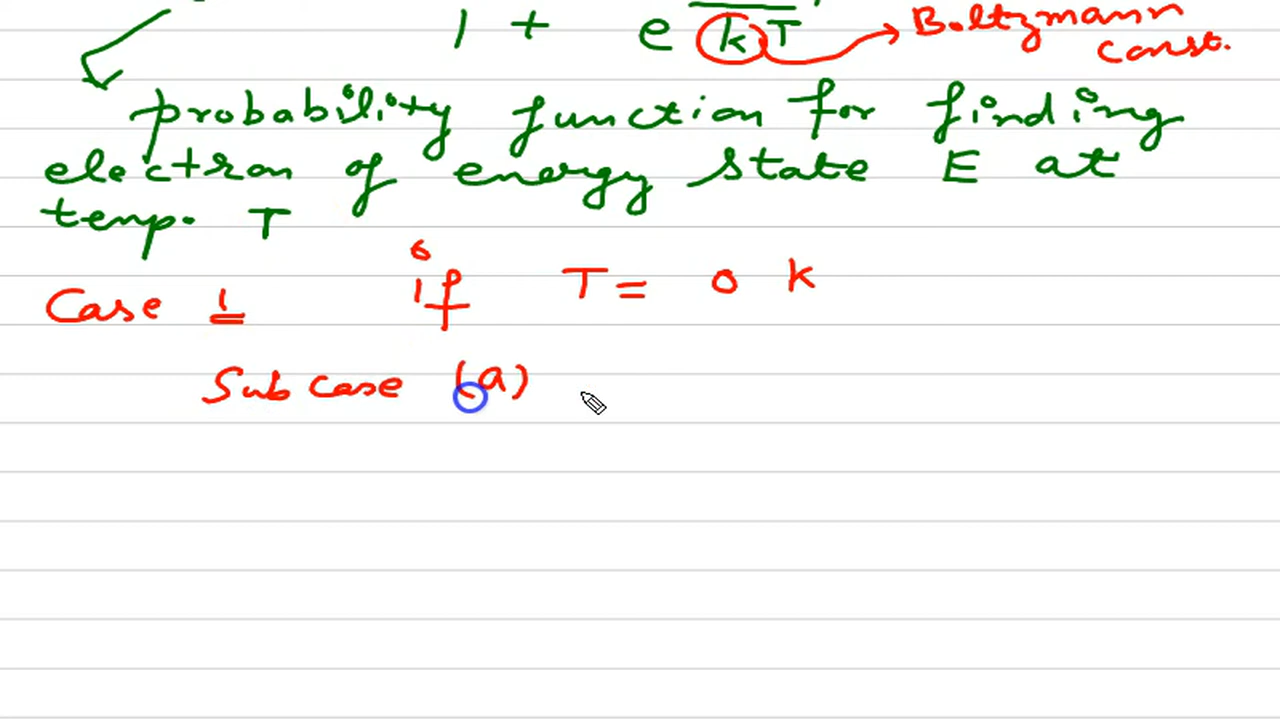 1 + e kT → Boltzmann
const.
probability function for finding
electron of energy state E at
temp. T
Case 1 if T = 0 K
Sub case (a)